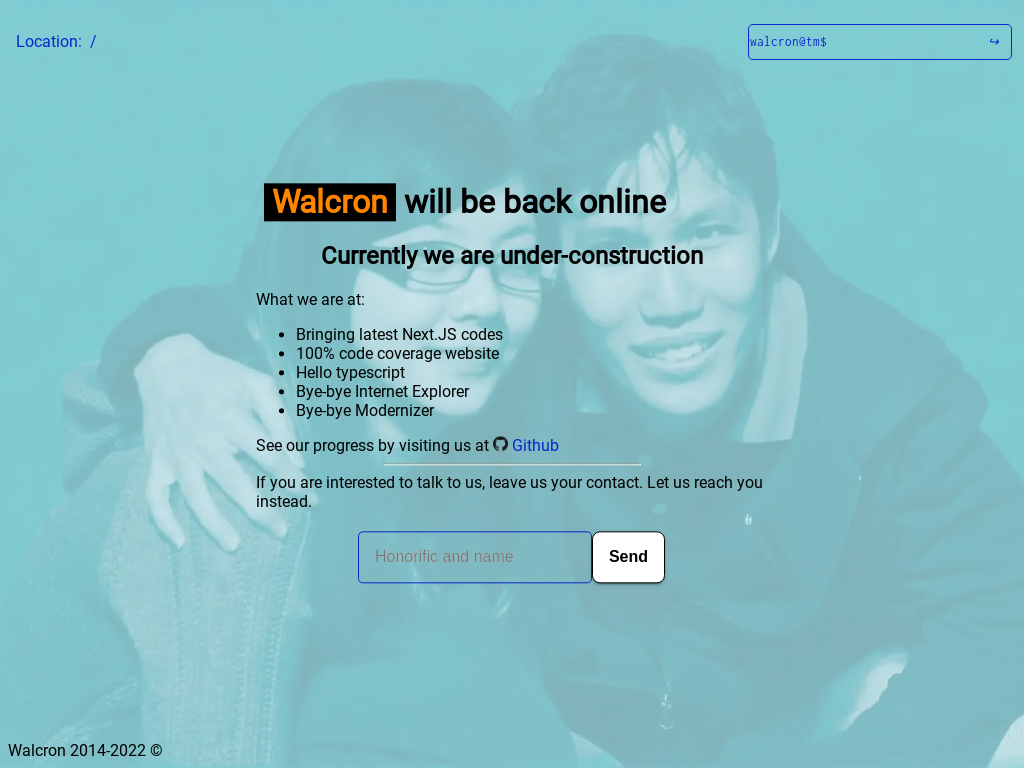 Location: /
walcron@tm$ ↪
Walcron will be back online
Currently we are under-construction
What we are at:
• Bringing latest Next.JS codes
• 100% code coverage website
• Hello typescript
• Bye-bye Internet Explorer
• Bye-bye Modernizer
See our progress by visiting us at Github
If you are interested to talk to us, leave us your contact. Let us reach you
instead.
Honorific and name
Send
Walcron 2014-2022 ©